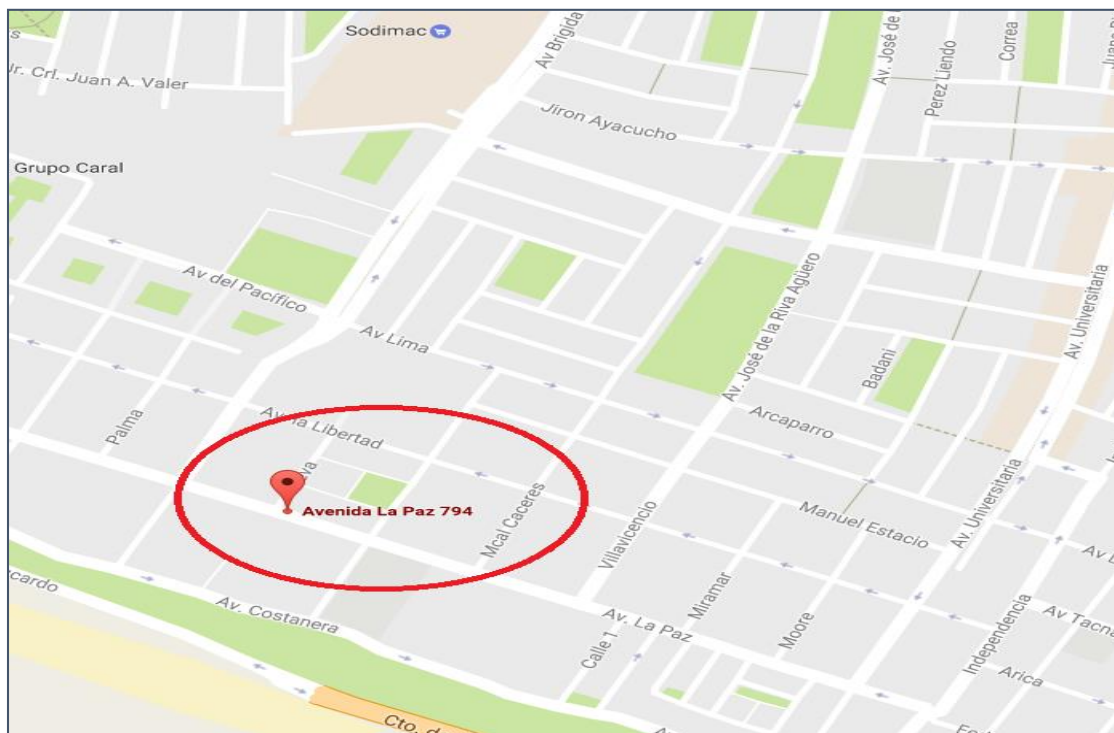 Sodimac
Av Brigida
Av. José de
Correa
Perez Liendo
Jr. Crl. Juan A. Valer
Jiron Ayacucho
Grupo Caral
Av del Pacífico
Av Lima
Av. José de la Riva Agüero
Av. Universitaria
Badani
Arcaparro
Palma
Av la Libertad
Avenida La Paz 794
Mcal Caceres
Villavicencio
Manuel Estacio
Av. Universitaria
Av. Costanera
Av. La Paz
Calle 1
Miramar
Moore
Independencia
Av Tacna
Arica
Cto. d